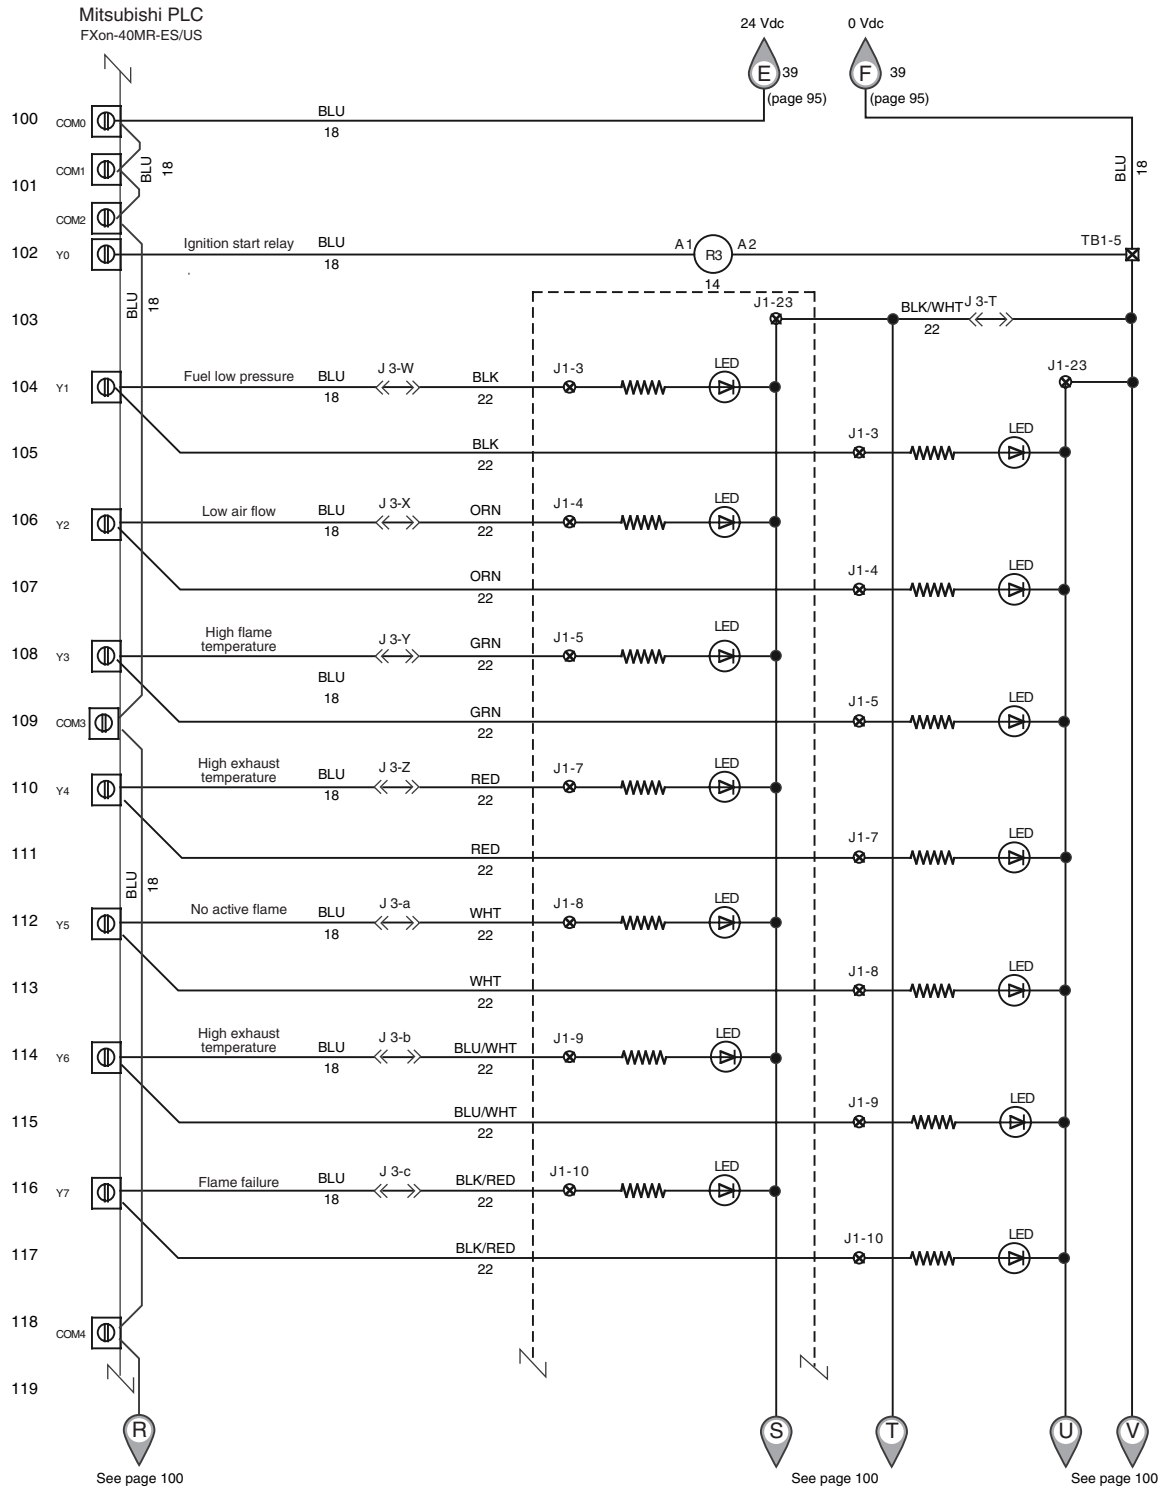 Mitsubishi PLC
FXon-40MR-ES/US
24 Vdc
0 Vdc
E
39
F
39
(page 95)
(page 95)
100
COM0
BLU
18
COM1
BLU
18
BLU
18
101
COM2
102
Y0
Ignition start relay
BLU
18
A1
R3
A2
14
TB1-5
BLU
18
103
J1-23
BLK/WHT
22
J 3-T
104
Y1
Fuel low pressure
BLU
18
J 3-W
BLK
22
J1-3
LED
J1-23
105
BLK
22
J1-3
LED
106
Y2
Low air flow
BLU
18
J 3-X
ORN
22
J1-4
LED
107
ORN
22
J1-4
LED
108
Y3
High flame
temperature
BLU
18
J 3-Y
GRN
22
J1-5
LED
109
COM3
GRN
22
J1-5
LED
110
Y4
High exhaust
temperature
BLU
18
J 3-Z
RED
22
J1-7
LED
111
RED
22
J1-7
LED
BLU
18
112
Y5
No active flame
BLU
18
J 3-a
WHT
22
J1-8
LED
113
WHT
22
J1-8
LED
114
Y6
High exhaust
temperature
BLU
18
J 3-b
BLU/WHT
22
J1-9
LED
115
BLU/WHT
22
J1-9
LED
116
Y7
Flame failure
BLU
18
J 3-c
BLK/RED
22
J1-10
LED
117
BLK/RED
22
J1-10
LED
118
COM4
119
R
S
T
U
V
See page 100
See page 100
See page 100